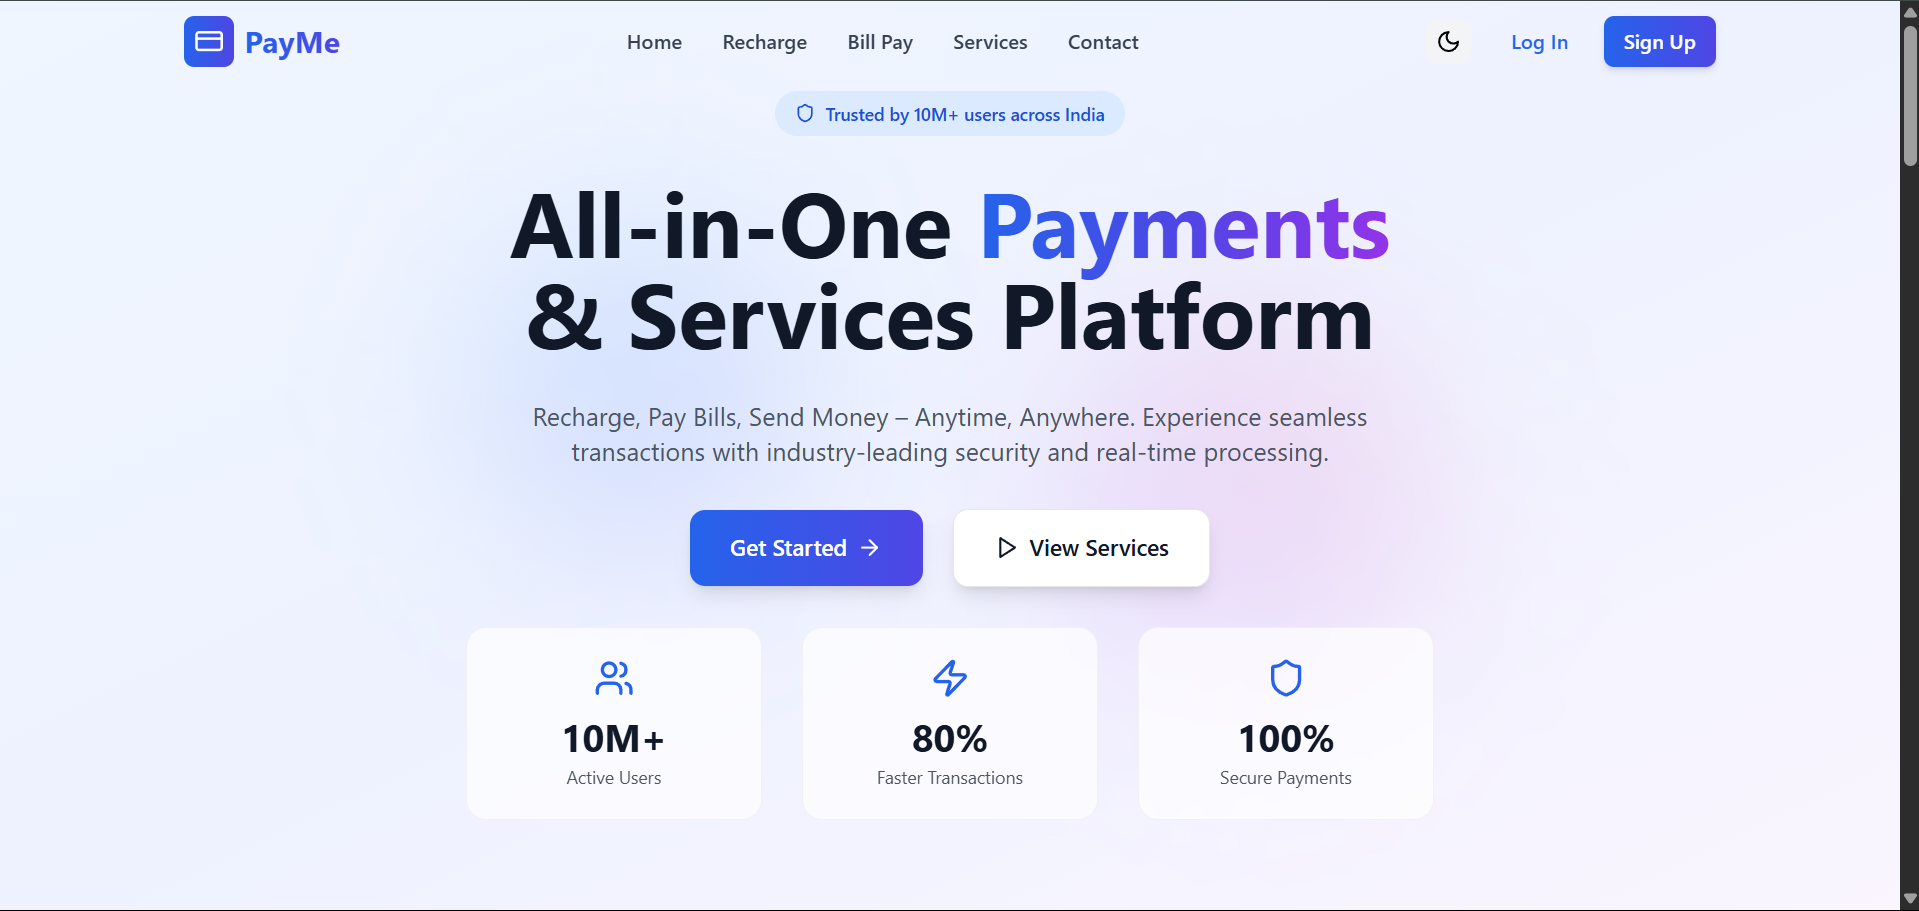 PayMe
Home
Recharge
Bill Pay
Services
Contact
Log In
Sign Up
Trusted by 10M+ users across India
All-in-One Payments
& Services Platform
Recharge, Pay Bills, Send Money – Anytime, Anywhere. Experience seamless
transactions with industry-leading security and real-time processing.
Get Started
View Services
10M+
Active Users
80%
Faster Transactions
100%
Secure Payments